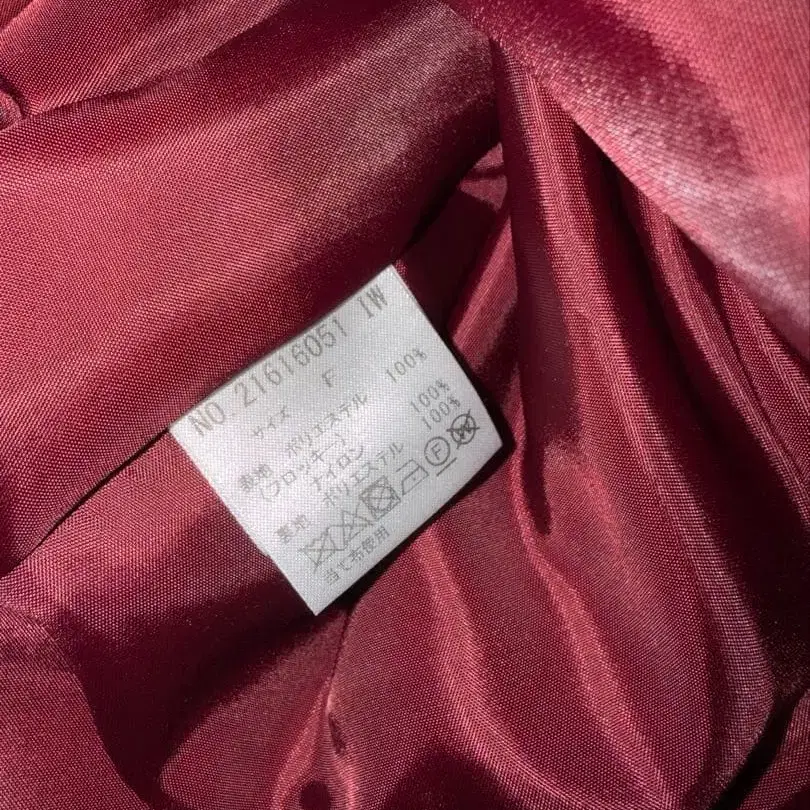 NO 21616051 IW
サイズ F
表地 ポリエステル 100%
(フロッキー)
ナイロン 100%
裏地 ポリエステル 100%
F
当て布使用